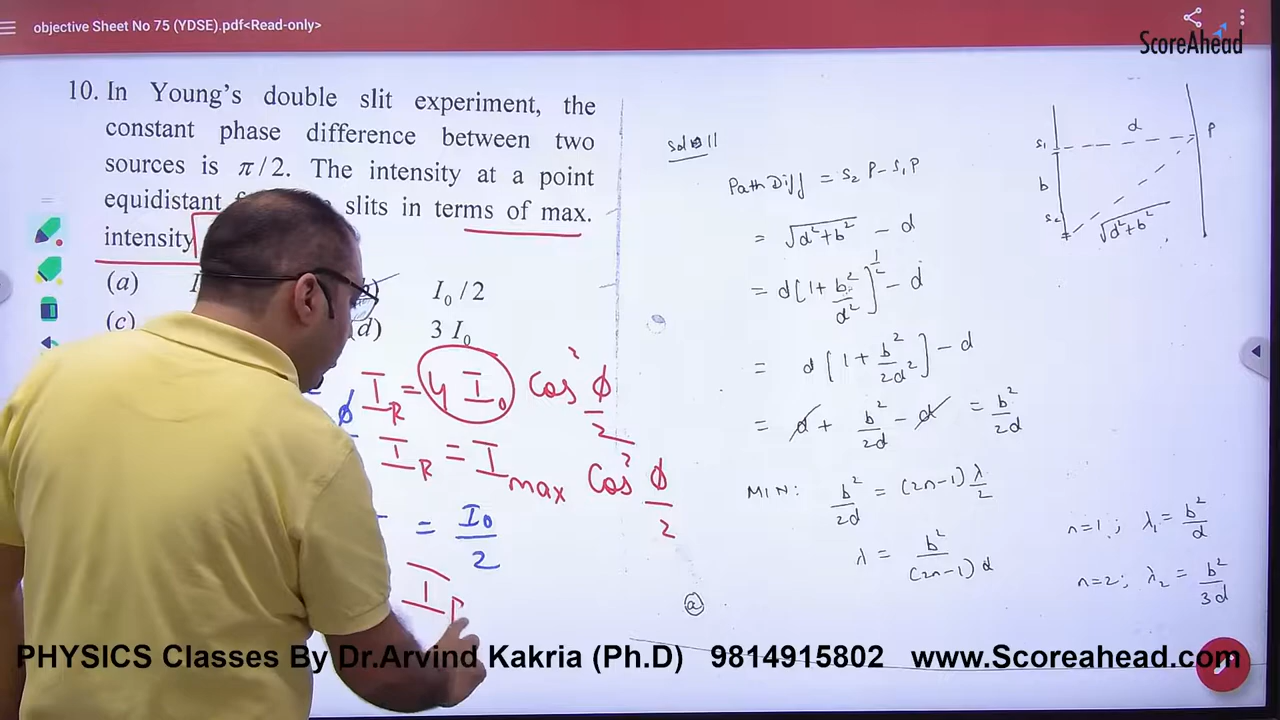 objective Sheet No 75 (YDSE).pdf<Read-only>
ScoreAhead
10. In Young's double slit experiment, the
constant phase difference between two
sources is π/2. The intensity at a point
equidistant slits in terms of max.
intensity
(a) I₀/2
(c) (d) 3 I₀
ϕ I_R = 4 I₀ cos² ϕ/2
I_R = I_max cos² ϕ/2
= I₀/2
I
Sol 11
Path Diff = S₂P - S₁P
= √(d²+b²) - d
= d[1 + b²/d²]^(1/2) - d
= d[1 + b²/2d²] - d
= d + b²/2d - d = b²/2d
MIN: b²/2d = (2n-1) λ/2
λ = b²/(2n-1)d
n=1; λ₁ = b²/d
n=2; λ₂ = b²/3d
(a)
S₁ d P
b
S₂ √(d²+b²)
PHYSICS Classes By Dr.Arvind Kakria (Ph.D) 9814915802 www.Scoreahead.com